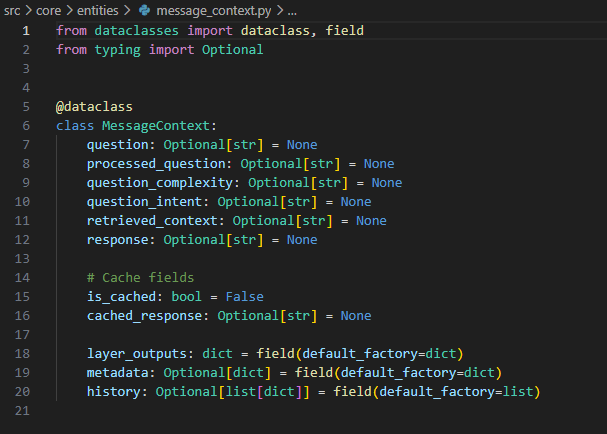 src > core > entities > message_context.py > ...
1 from dataclasses import dataclass, field
2 from typing import Optional
3
4
5 @dataclass
6 class MessageContext:
7     question: Optional[str] = None
8     processed_question: Optional[str] = None
9     question_complexity: Optional[str] = None
10     question_intent: Optional[str] = None
11     retrieved_context: Optional[str] = None
12     response: Optional[str] = None
13
14     # Cache fields
15     is_cached: bool = False
16     cached_response: Optional[str] = None
17
18     layer_outputs: dict = field(default_factory=dict)
19     metadata: Optional[dict] = field(default_factory=dict)
20     history: Optional[list[dict]] = field(default_factory=list)
21